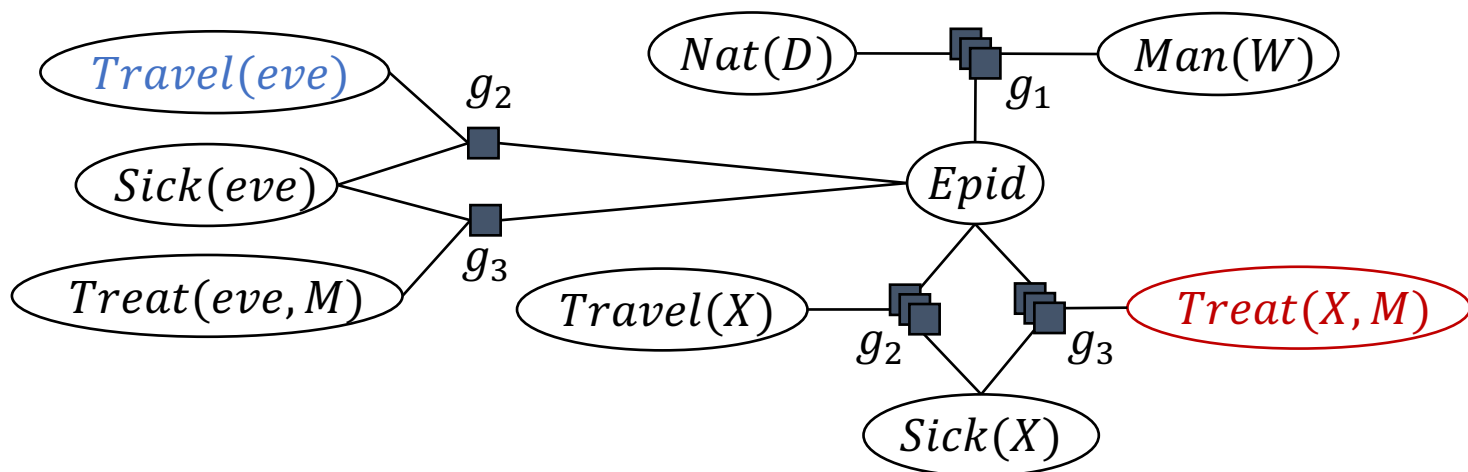 Travel(eve)
g₂
Sick(eve)
g₃
Treat(eve, M)
Nat(D)
g₁
Man(W)
Epid
Travel(X)
g₂
g₃
Treat(X, M)
Sick(X)